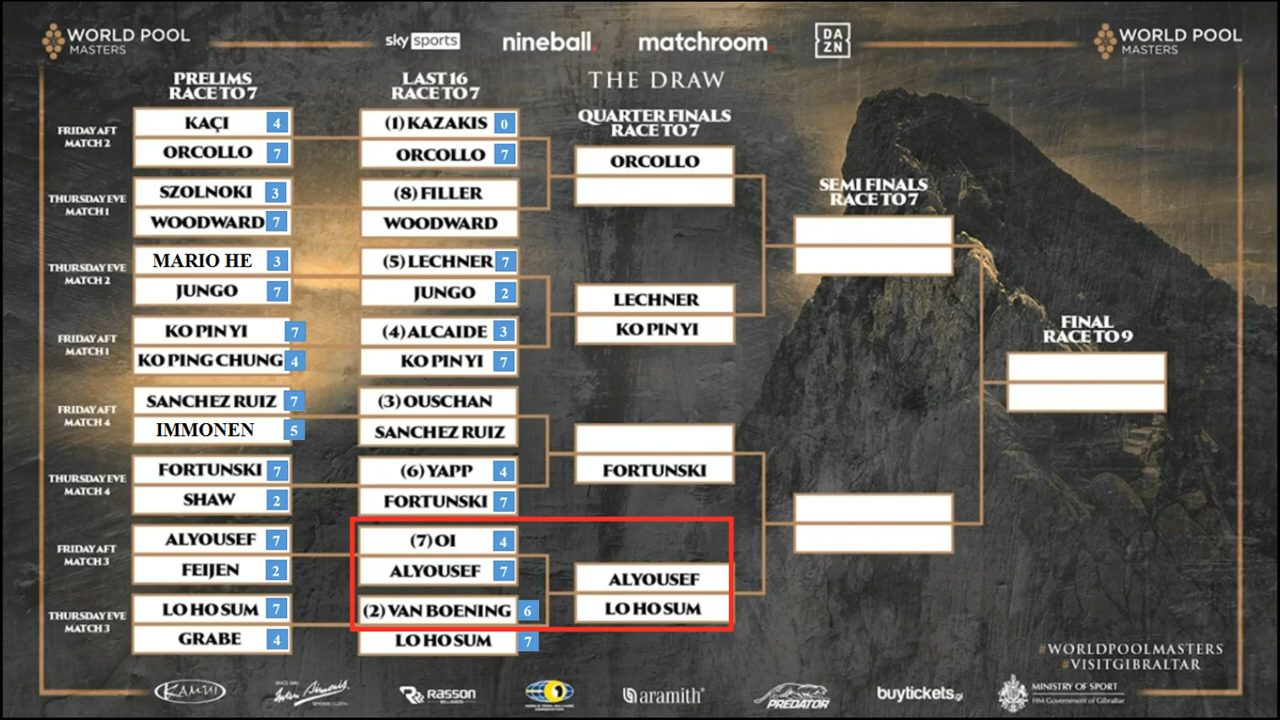 WORLD POOL
MASTERS
sky sports
nineball.
matchroom.
DA
ZN
WORLD POOL
MASTERS
PRELIMS
RACE TO 7
LAST 16
RACE TO 7
THE DRAW
QUARTER FINALS
RACE TO 7
SEMI FINALS
RACE TO 7
FINAL
RACE TO 9
FRIDAY AFT
MATCH 2
KAÇI 4
ORCOLLO 7
THURSDAY EVE
MATCH 1
SZOLNOKI 3
WOODWARD 7
THURSDAY EVE
MATCH 2
MARIO HE 3
JUNGO 7
FRIDAY AFT
MATCH 1
KO PIN YI 7
KO PING CHUNG 4
FRIDAY AFT
MATCH 4
SANCHEZ RUIZ 7
IMMONEN 5
THURSDAY EVE
MATCH 4
FORTUNSKI 7
SHAW 2
FRIDAY AFT
MATCH 3
ALYOUSEF 7
FEIJEN 2
THURSDAY EVE
MATCH 3
LO HO SUM 7
GRABE 4
(1) KAZAKIS 0
ORCOLLO 7
(8) FILLER
WOODWARD
(5) LECHNER 7
JUNGO 2
(4) ALCAIDE 3
KO PIN YI 7
(3) OUSCHAN
SANCHEZ RUIZ
(6) YAPP 4
FORTUNSKI 7
(7) OI 4
ALYOUSEF 7
(2) VAN BOENING 6
LO HO SUM 7
ORCOLLO
LECHNER
KO PIN YI
FORTUNSKI
ALYOUSEF
LO HO SUM
#WORLDPOOLMASTERS
#VISITGIBRALTAR
KAMUI
RASSON
BILLIARDS
aramith
PREDATOR
buytickets.gi
MINISTRY OF SPORT
HM Government of Gibraltar